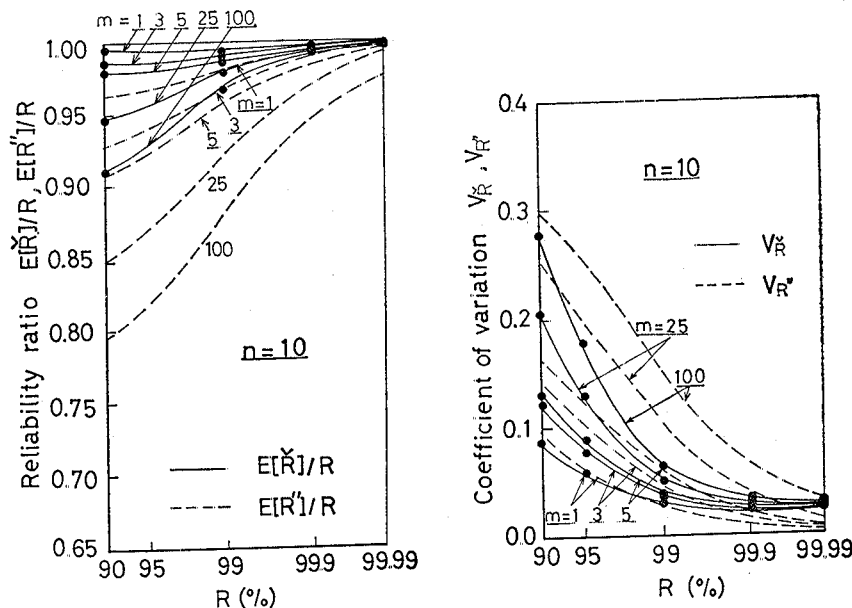 m = 1 3 5 25 100
1.00
0.95
0.90
0.85
0.80
0.75
0.70
0.65
Reliability ratio E[Ř]/R, E[R″]/R
m=1
3
5
25
100
n=10
E[Ř]/R
E[R″]/R
90 95 99 99.9 99.99
R (%)
0.4
0.3
0.2
0.1
0.0
Coefficient of variation VŘ, VR″
n=10
VŘ
VR″
m=25
100
m=1 3 5
90 95 99 99.9 99.99
R (%)